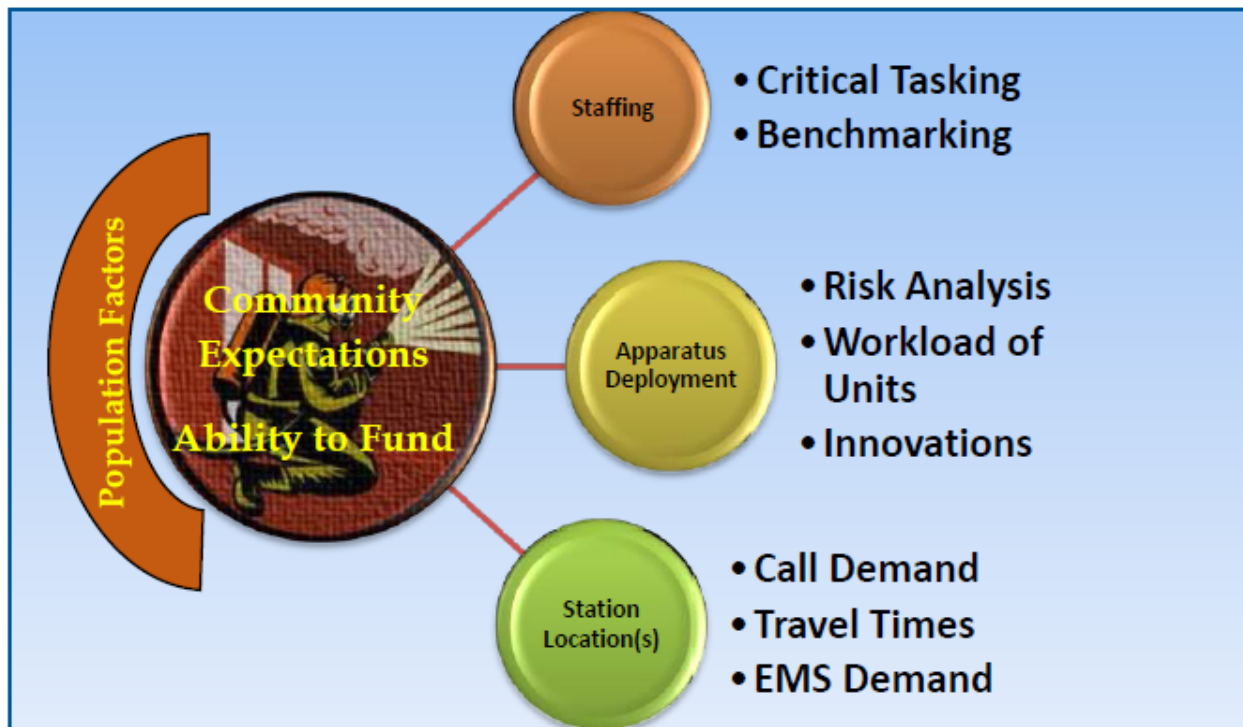 Population Factors
Community
Expectations
Ability to Fund
Staffing
• Critical Tasking
• Benchmarking
Apparatus
Deployment
• Risk Analysis
• Workload of
Units
• Innovations
Station
Location(s)
• Call Demand
• Travel Times
• EMS Demand